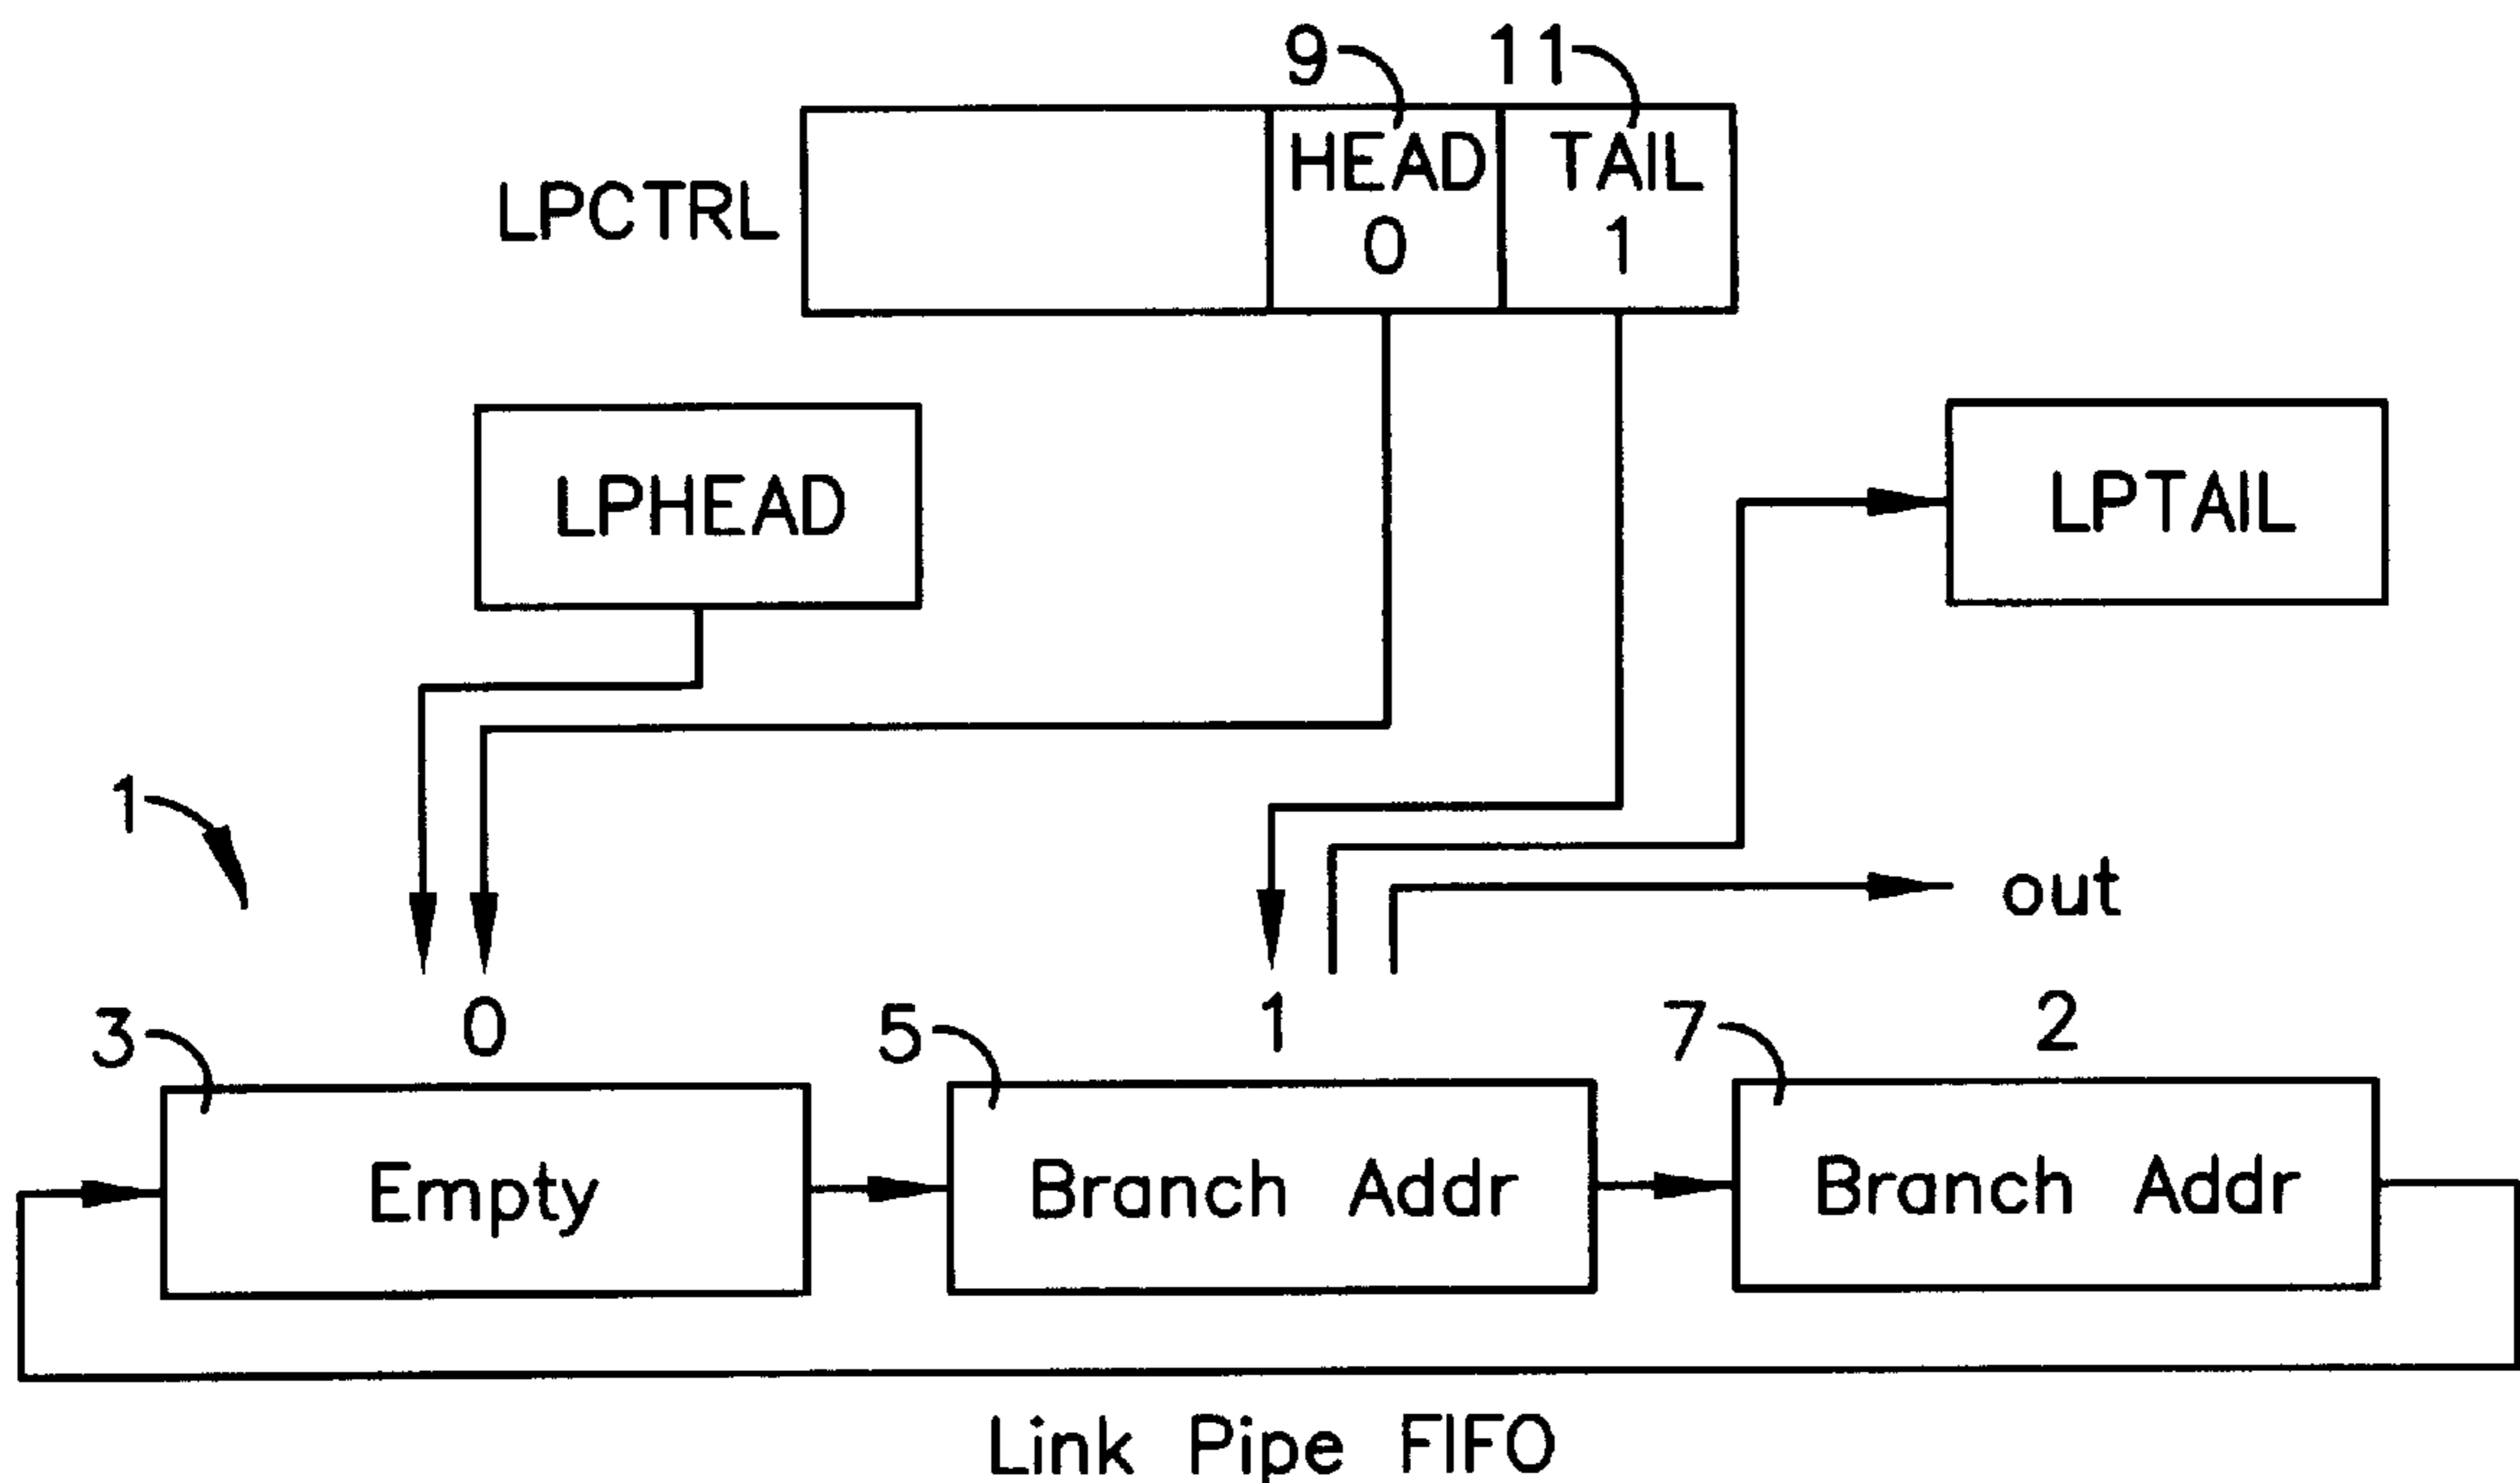 9 11
HEAD TAIL
LPCTRL
0 1
LPHEAD
LPTAIL
1
out
3 0 5 1 7 2
Empty Branch Addr Branch Addr
Link Pipe FIFO